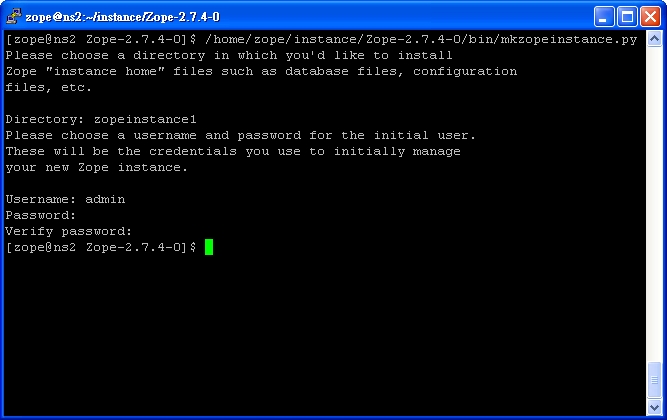 zope@ns2:~/instance/Zope-2.7.4-0
[zope@ns2 Zope-2.7.4-0]$ /home/zope/instance/Zope-2.7.4-0/bin/mkzopeinstance.py
Please choose a directory in which you'd like to install
Zope "instance home" files such as database files, configuration
files, etc.
Directory: zopeinstance1
Please choose a username and password for the initial user.
These will be the credentials you use to initially manage
your new Zope instance.
Username: admin
Password:
Verify password:
[zope@ns2 Zope-2.7.4-0]$